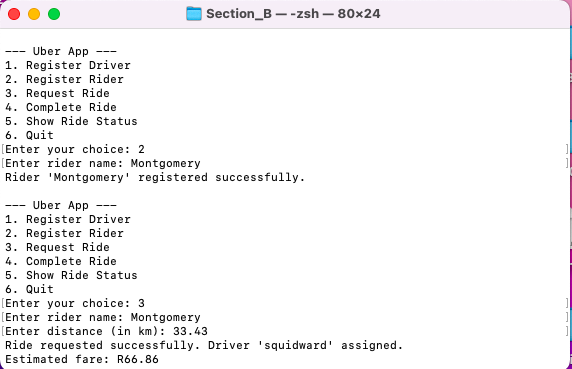 Section_B — -zsh — 80×24
--- Uber App ---
1. Register Driver
2. Register Rider
3. Request Ride
4. Complete Ride
5. Show Ride Status
6. Quit
[Enter your choice: 2 ]
[Enter rider name: Montgomery ]
Rider 'Montgomery' registered successfully.
--- Uber App ---
1. Register Driver
2. Register Rider
3. Request Ride
4. Complete Ride
5. Show Ride Status
6. Quit
[Enter your choice: 3 ]
[Enter rider name: Montgomery ]
[Enter distance (in km): 33.43 ]
Ride requested successfully. Driver 'squidward' assigned.
Estimated fare: R66.86